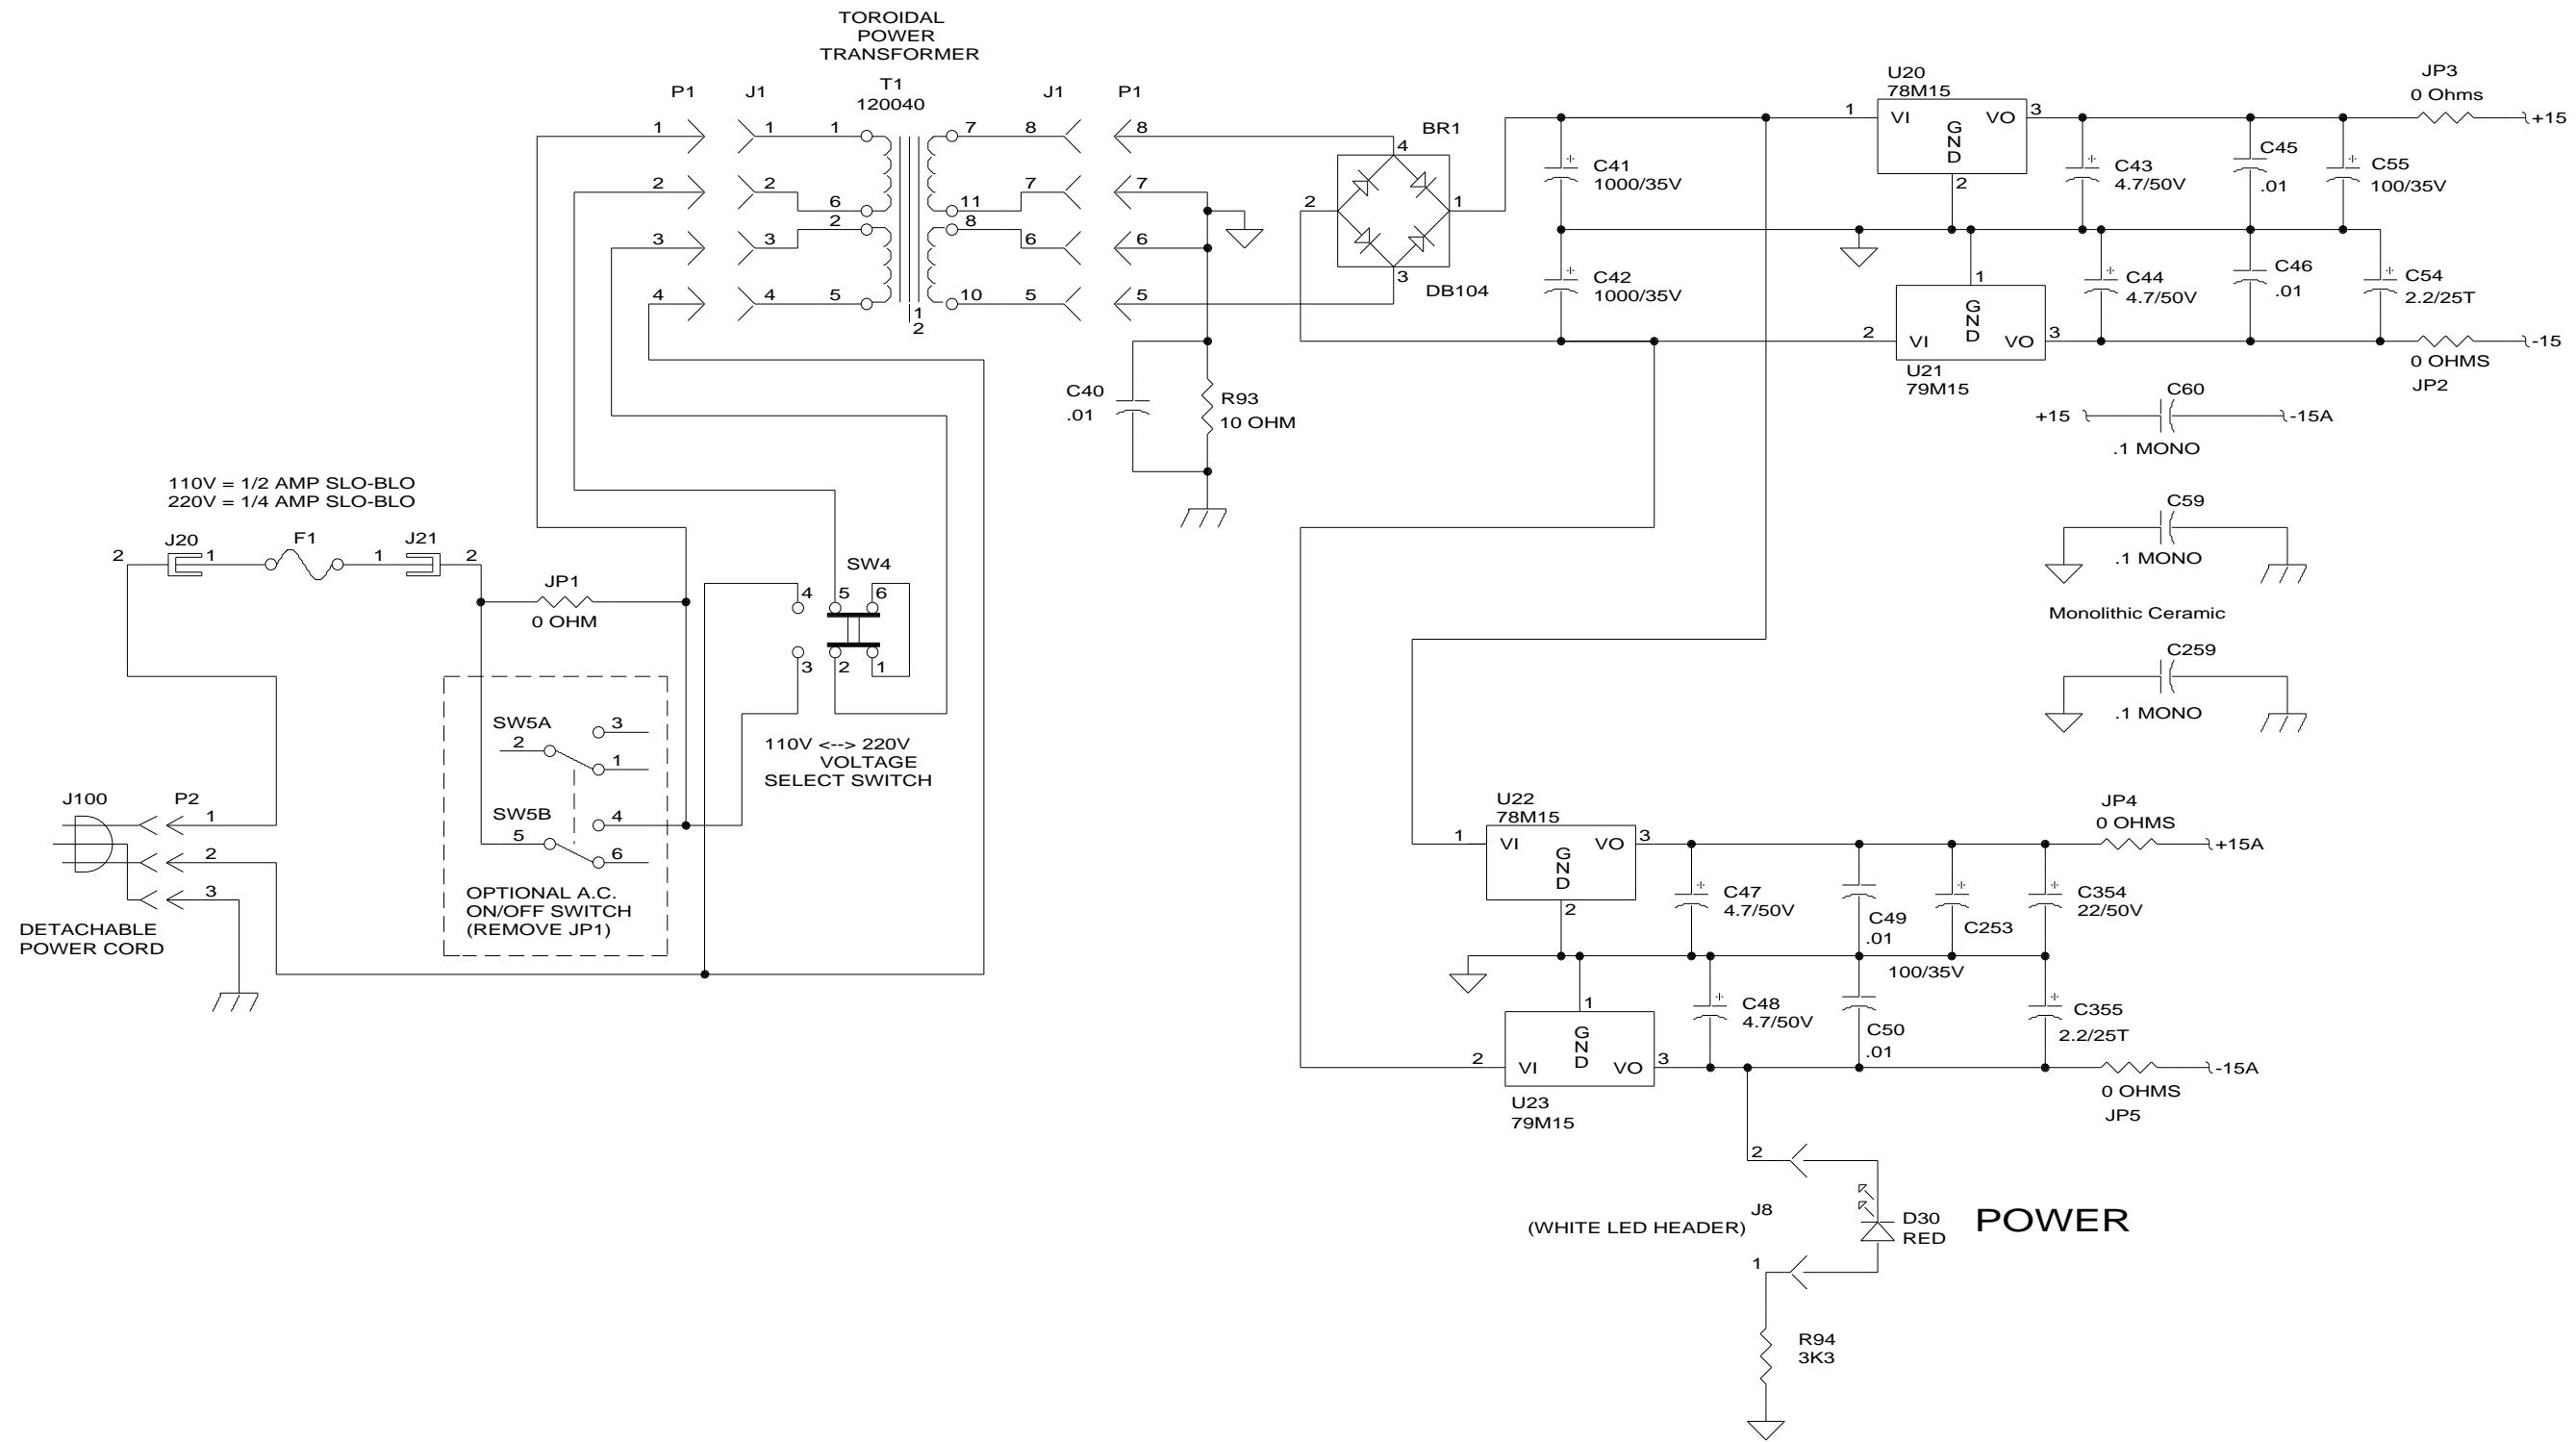 TOROIDAL
POWER
TRANSFORMER
T1
120040
P1
J1
J1
P1
1
1
1
7
8
8
2
2
6
11
7
7
3
3
2
8
6
6
4
4
5
10
5
5
1
2
BR1
4
2
1
3
DB104
C41
1000/35V
C42
1000/35V
U20
78M15
1
VI
VO
3
GND
2
C43
4.7/50V
C45
.01
C55
100/35V
JP3
0 Ohms
+15
1
GND
2
VI
VO
3
U21
79M15
C44
4.7/50V
C46
.01
C54
2.2/25T
-15
0 OHMS
JP2
C40
.01
R93
10 OHM
C60
+15
-15A
.1 MONO
C59
.1 MONO
Monolithic Ceramic
C259
.1 MONO
110V = 1/2 AMP SLO-BLO
220V = 1/4 AMP SLO-BLO
2
J20
1
F1
1
J21
2
JP1
0 OHM
SW4
4
5
6
3
2
1
110V <--> 220V
VOLTAGE
SELECT SWITCH
SW5A
2
3
1
SW5B
5
4
6
OPTIONAL A.C.
ON/OFF SWITCH
(REMOVE JP1)
J100
P2
1
2
3
DETACHABLE
POWER CORD
U22
78M15
1
VI
VO
3
GND
2
C47
4.7/50V
C49
.01
C253
100/35V
C354
22/50V
JP4
0 OHMS
+15A
1
GND
2
VI
VO
3
U23
79M15
C48
4.7/50V
C50
.01
C355
2.2/25T
-15A
0 OHMS
JP5
2
J8
(WHITE LED HEADER)
1
D30
RED
POWER
R94
3K3